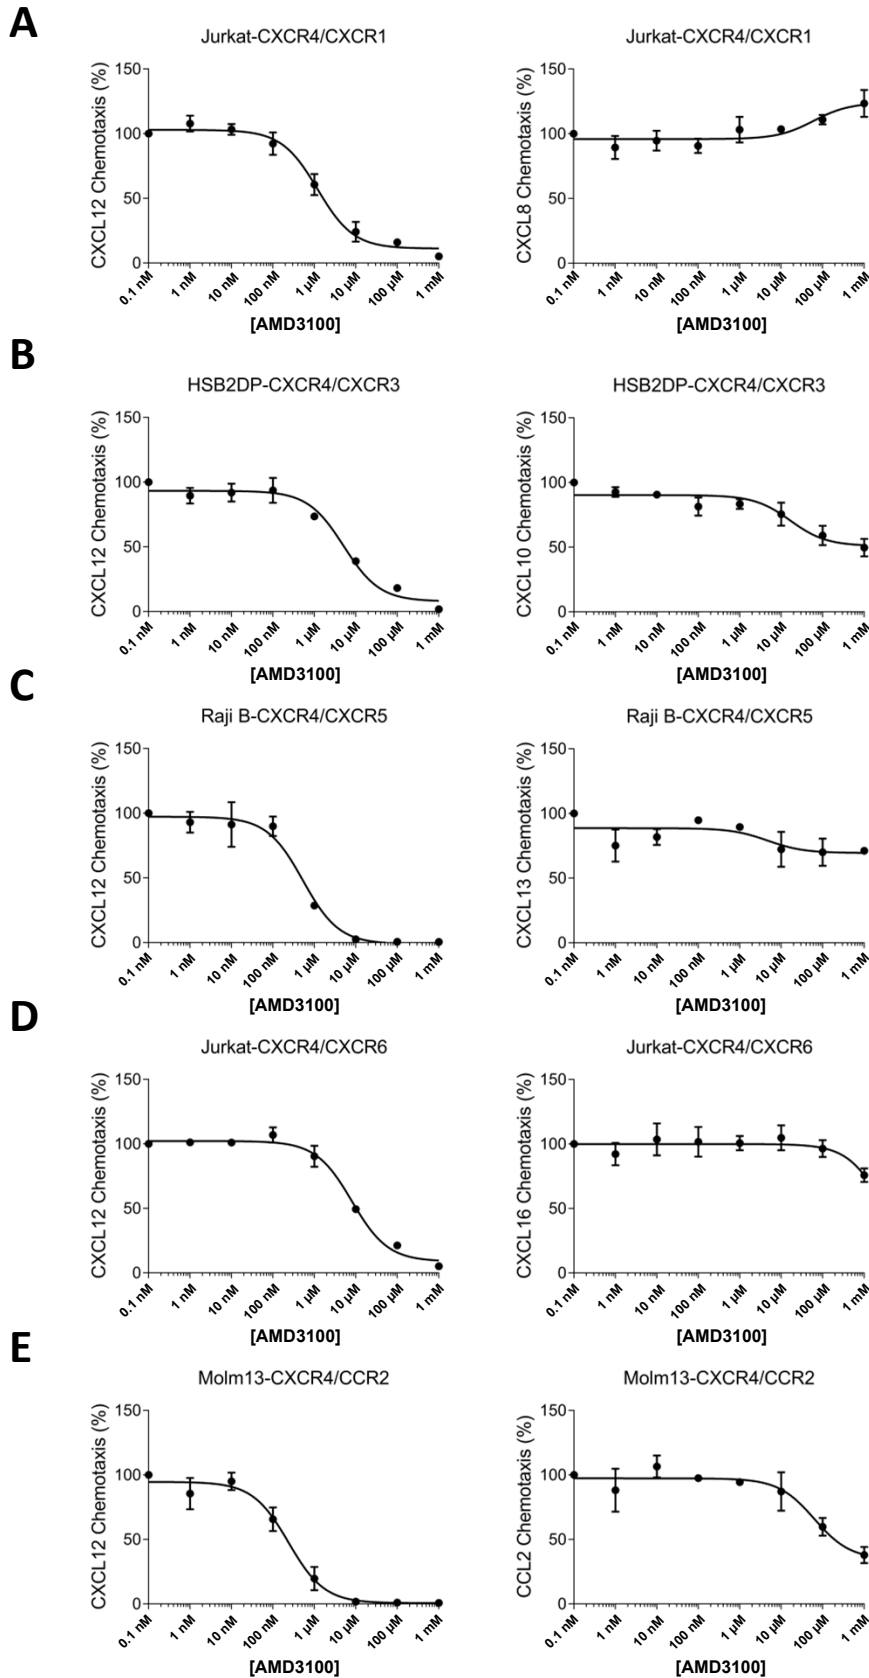 A
Jurkat-CXCR4/CXCR1
CXCL12 Chemotaxis (%)
150
100
50
0
0.1 nM 1 nM 10 nM 100 nM 1 µM 10 µM 100 µM 1 mM
[AMD3100]
Jurkat-CXCR4/CXCR1
CXCL8 Chemotaxis (%)
150
100
50
0
0.1 nM 1 nM 10 nM 100 nM 1 µM 10 µM 100 µM 1 mM
[AMD3100]
B
HSB2DP-CXCR4/CXCR3
CXCL12 Chemotaxis (%)
150
100
50
0
0.1 nM 1 nM 10 nM 100 nM 1 µM 10 µM 100 µM 1 mM
[AMD3100]
HSB2DP-CXCR4/CXCR3
CXCL10 Chemotaxis (%)
150
100
50
0
0.1 nM 1 nM 10 nM 100 nM 1 µM 10 µM 100 µM 1 mM
[AMD3100]
C
Raji B-CXCR4/CXCR5
CXCL12 Chemotaxis (%)
150
100
50
0
0.1 nM 1 nM 10 nM 100 nM 1 µM 10 µM 100 µM 1 mM
[AMD3100]
Raji B-CXCR4/CXCR5
CXCL13 Chemotaxis (%)
150
100
50
0
0.1 nM 1 nM 10 nM 100 nM 1 µM 10 µM 100 µM 1 mM
[AMD3100]
D
Jurkat-CXCR4/CXCR6
CXCL12 Chemotaxis (%)
150
100
50
0
0.1 nM 1 nM 10 nM 100 nM 1 µM 10 µM 100 µM 1 mM
[AMD3100]
Jurkat-CXCR4/CXCR6
CXCL16 Chemotaxis (%)
150
100
50
0
0.1 nM 1 nM 10 nM 100 nM 1 µM 10 µM 100 µM 1 mM
[AMD3100]
E
Molm13-CXCR4/CCR2
CXCL12 Chemotaxis (%)
150
100
50
0
0.1 nM 1 nM 10 nM 100 nM 1 µM 10 µM 100 µM 1 mM
[AMD3100]
Molm13-CXCR4/CCR2
CCL2 Chemotaxis (%)
150
100
50
0
0.1 nM 1 nM 10 nM 100 nM 1 µM 10 µM 100 µM 1 mM
[AMD3100]